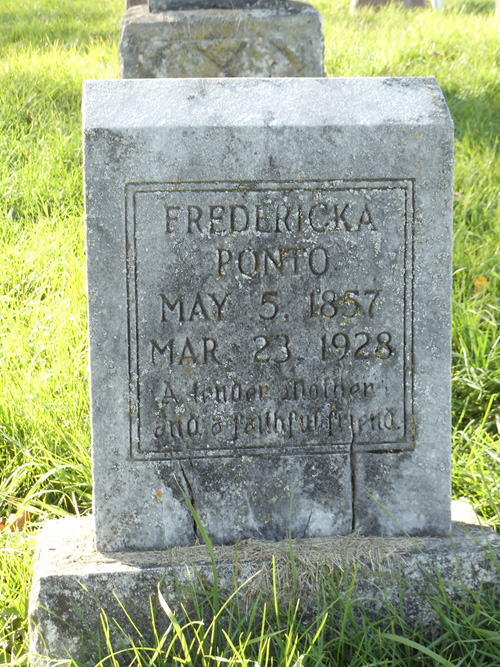 FREDERICKA
PONTO
MAY 5, 1857
MAR. 23, 1928
A tender Mother
and a faithful friend.